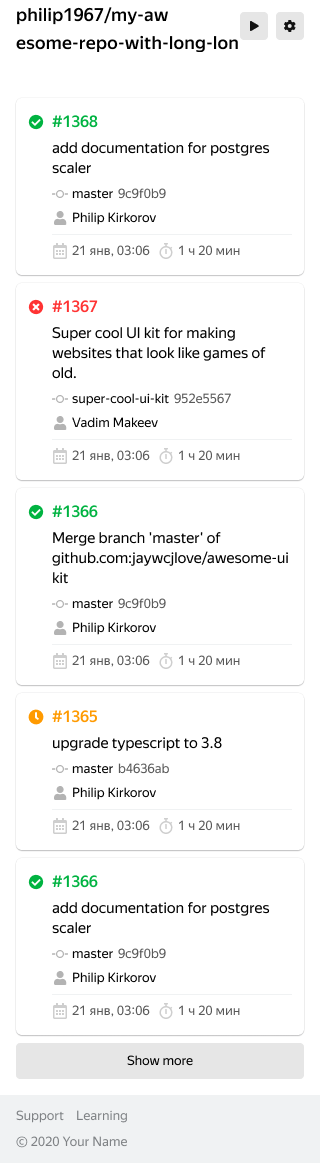 philip1967/my-aw
esome-repo-with-long-lon
#1368
add documentation for postgres
scaler
master 9c9f0b9
Philip Kirkorov
21 янв, 03:06 1 ч 20 мин
#1367
Super cool UI kit for making
websites that look like games of
old.
super-cool-ui-kit 952e5567
Vadim Makeev
21 янв, 03:06 1 ч 20 мин
#1366
Merge branch 'master' of
github.com:jaywcjlove/awesome-ui
kit
master 9c9f0b9
Philip Kirkorov
21 янв, 03:06 1 ч 20 мин
#1365
upgrade typescript to 3.8
master b4636ab
Philip Kirkorov
21 янв, 03:06 1 ч 20 мин
#1366
add documentation for postgres
scaler
master 9c9f0b9
Philip Kirkorov
21 янв, 03:06 1 ч 20 мин
Show more
Support Learning
© 2020 Your Name